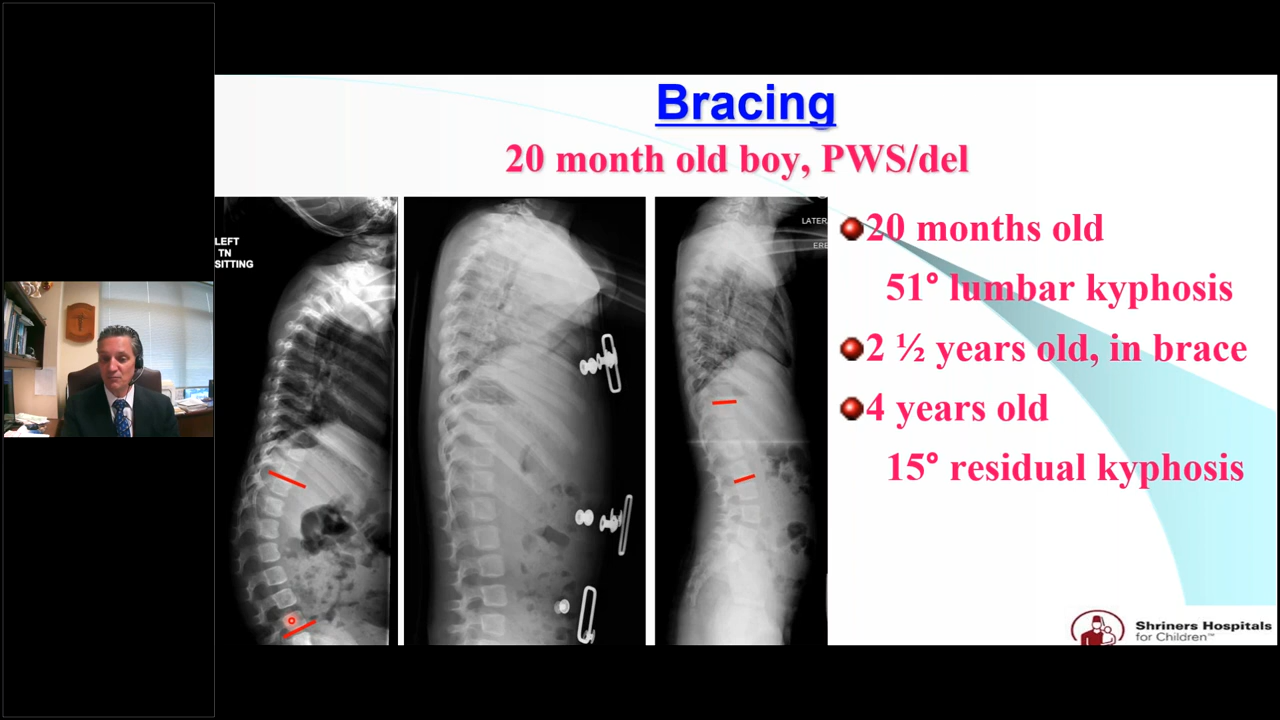 Bracing
20 month old boy, PWS/del
LEFT
TN
SITTING
LATER
ERE
20 months old
51° lumbar kyphosis
2 ½ years old, in brace
4 years old
15° residual kyphosis
Shriners Hospitals
for Children™